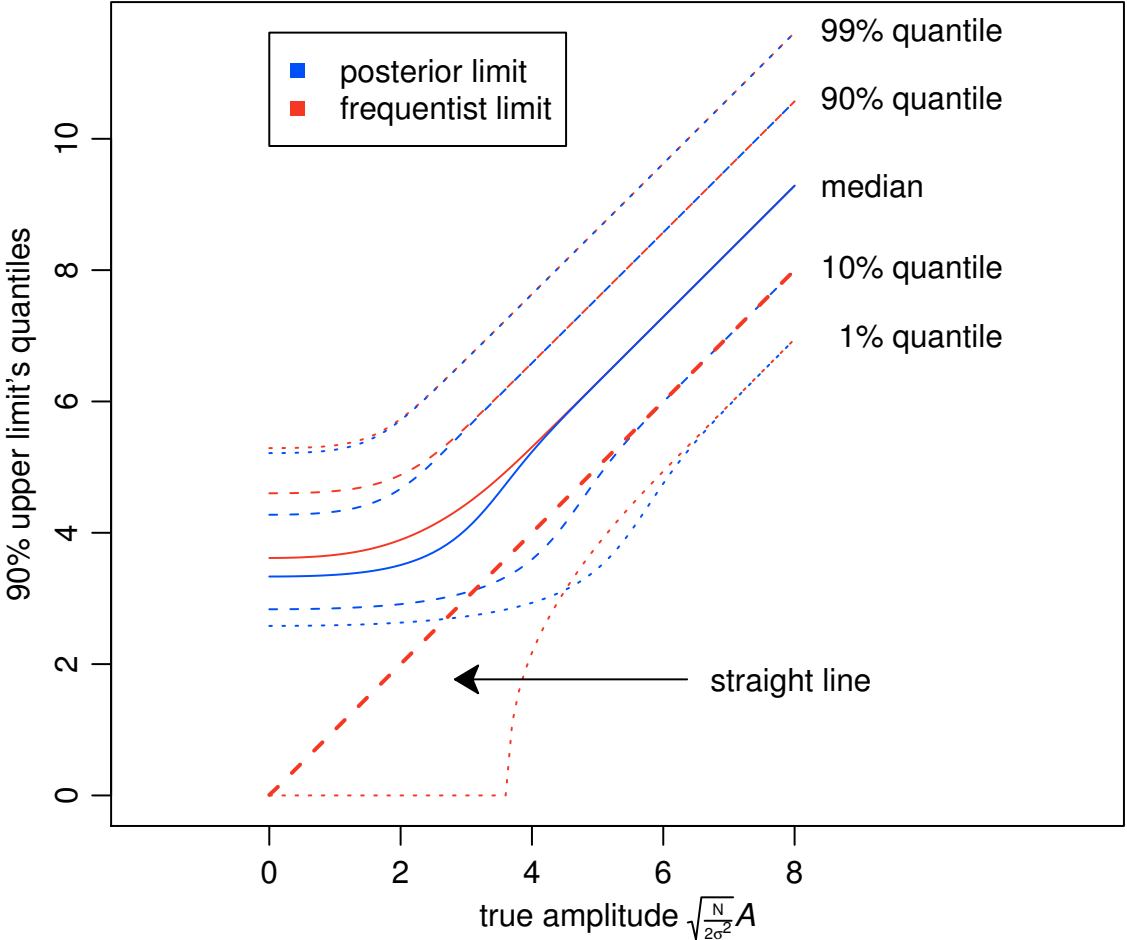 99% quantile
posterior limit
frequentist limit
90% quantile
median
10% quantile
1% quantile
straight line
90% upper limit's quantiles
0
2
4
6
8
10
0 2 4 6 8
true amplitude √(N/2σ²) A